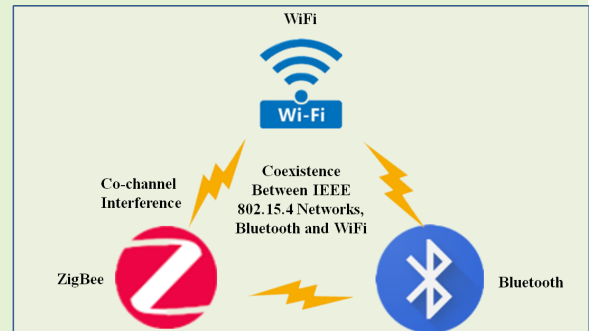 WiFi
Wi-Fi
Coexistence
Between IEEE
802.15.4 Networks,
Bluetooth and WiFi
Co-channel
Interference
ZigBee
Bluetooth